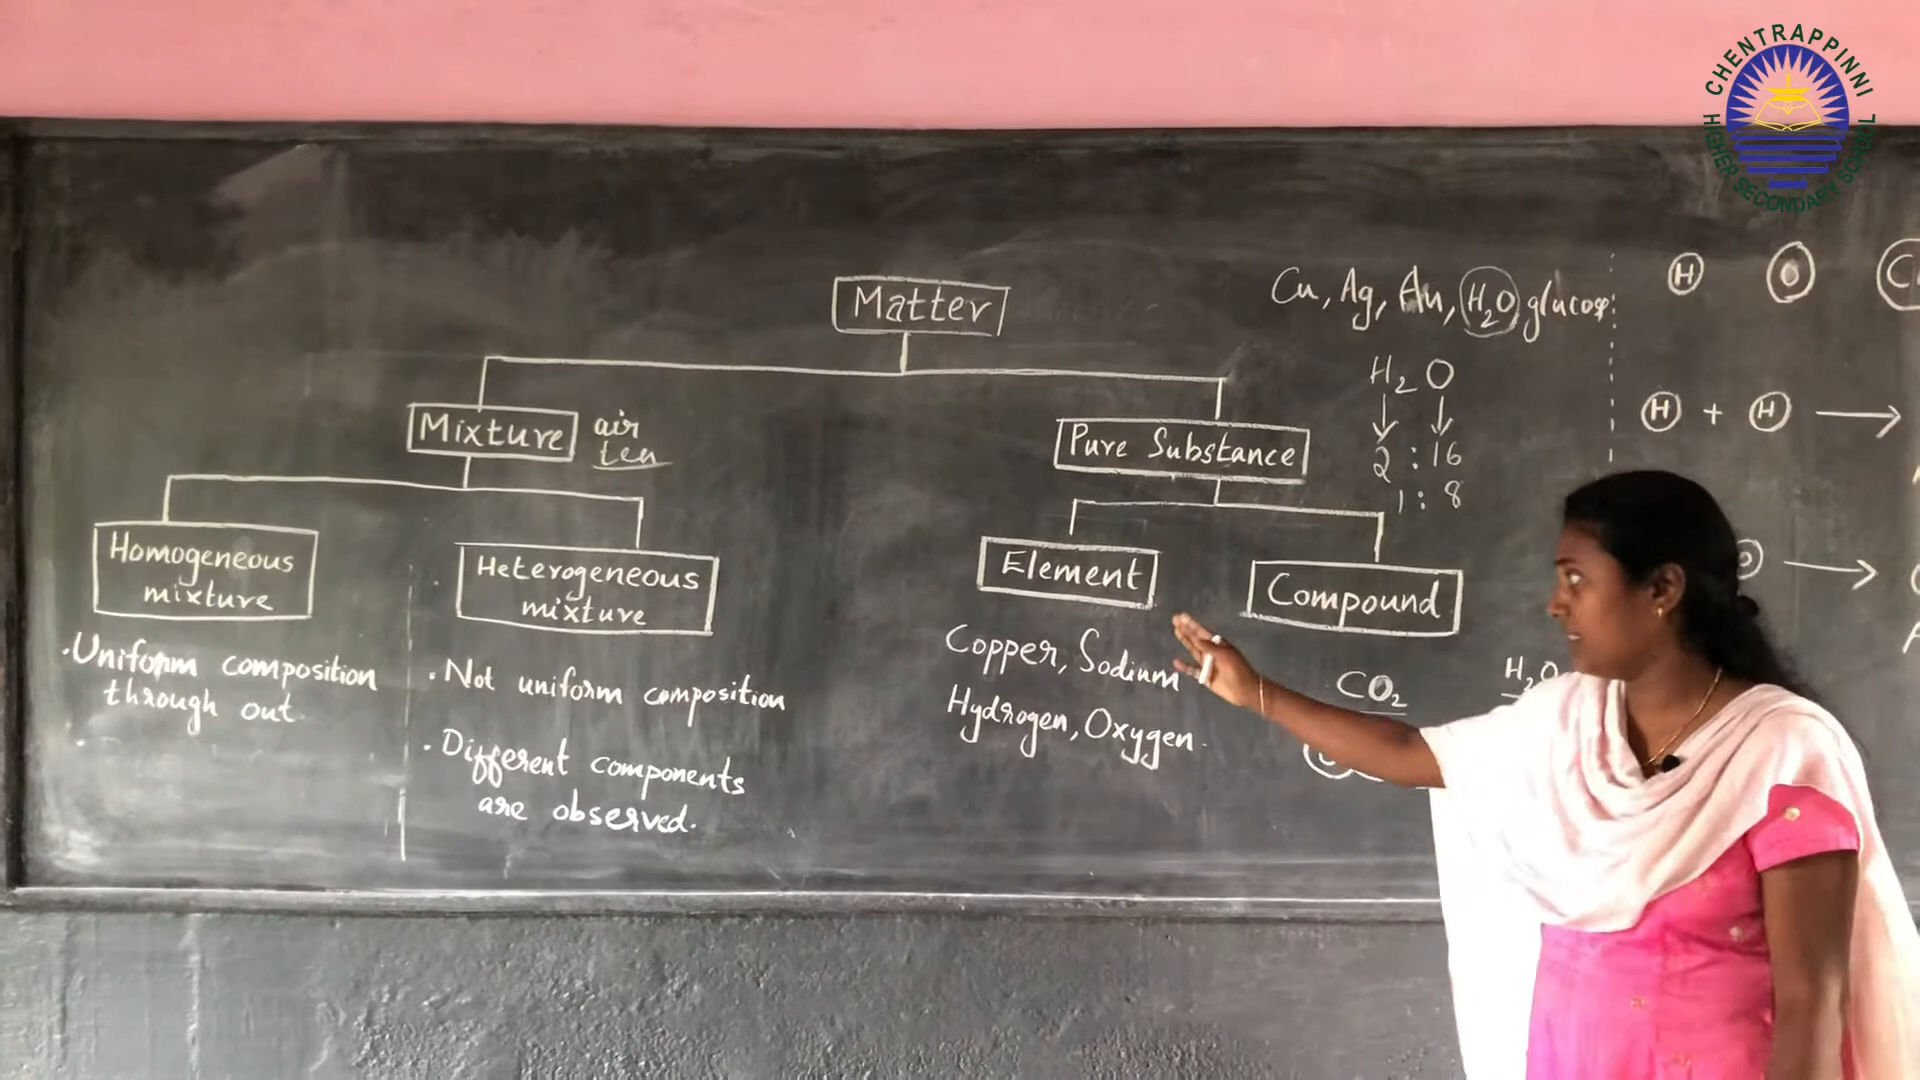 CHENTRAPPINNI
HIGHER SECONDARY SCHOOL
Matter
Cu, Ag, Au, H₂O glucose
H₂ O
2 : 16
1 : 8
H O
H + H →
Mixture
air
tea
Pure Substance
Homogeneous
mixture
Heterogeneous
mixture
Element
Compound
. Uniform composition
through out
. Not uniform composition
. Different components
are observed.
Copper, Sodium
Hydrogen, Oxygen.
CO₂
H₂O